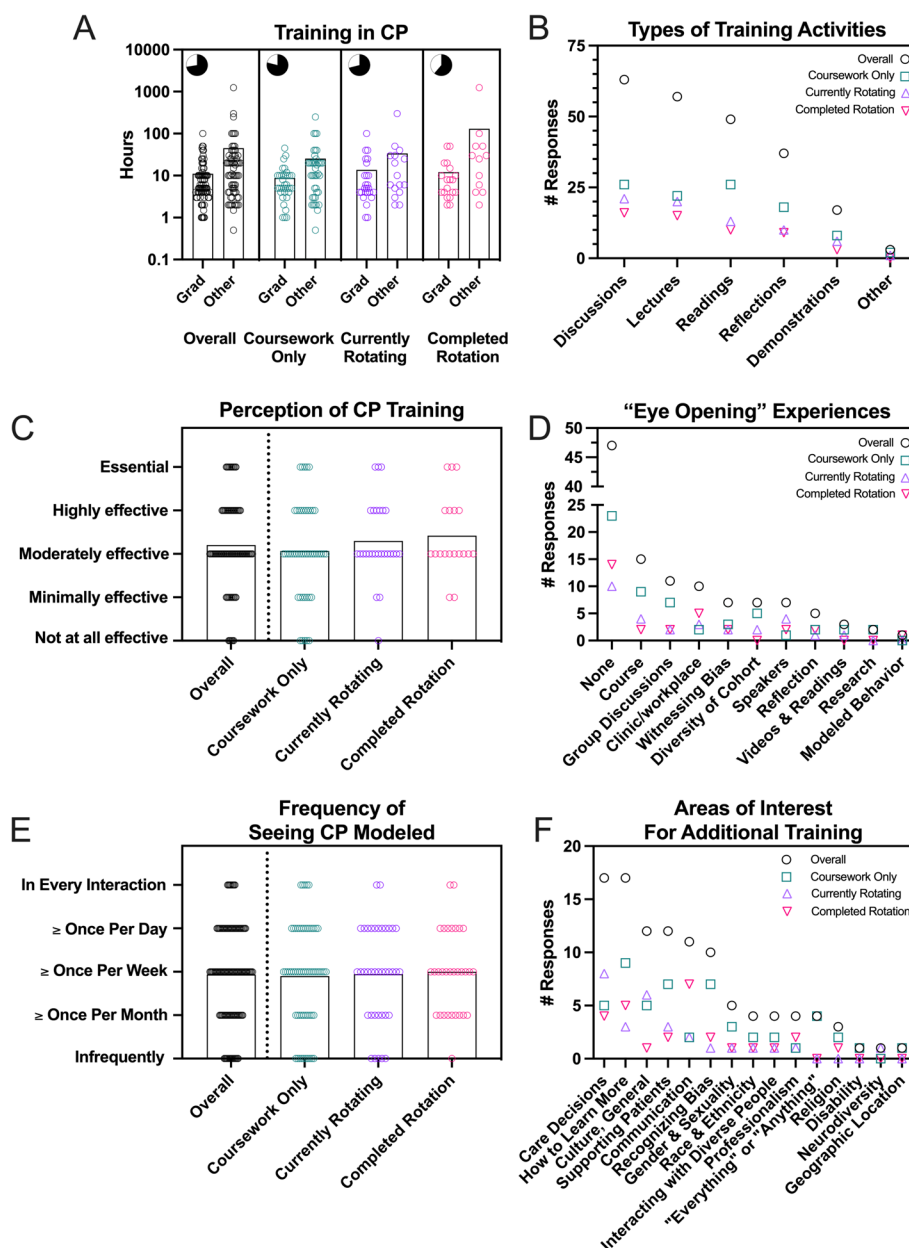 A
Training in CP
10000
1000
100
10
1
0.1
Hours
Grad
Other
Grad
Other
Grad
Other
Grad
Other
Overall
Coursework
Only
Currently
Rotating
Completed
Rotation
B
Types of Training Activities
75
50
25
0
# Responses
Overall
Coursework Only
Currently Rotating
Completed Rotation
Discussions
Lectures
Readings
Reflections
Demonstrations
Other
C
Perception of CP Training
Essential
Highly effective
Moderately effective
Minimally effective
Not at all effective
Overall
Coursework Only
Currently Rotating
Completed Rotation
D
“Eye Opening” Experiences
50
45
40
25
20
15
10
5
0
# Responses
Overall
Coursework Only
Currently Rotating
Completed Rotation
None
Course
Group Discussions
Clinic/workplace
Witnessing Bias
Diversity of Cohort
Speakers
Reflection
Videos & Readings
Research
Modeled Behavior
E
Frequency of
Seeing CP Modeled
In Every Interaction
≥ Once Per Day
≥ Once Per Week
≥ Once Per Month
Infrequently
Overall
Coursework Only
Currently Rotating
Completed Rotation
F
Areas of Interest
For Additional Training
20
15
10
5
0
# Responses
Overall
Coursework Only
Currently Rotating
Completed Rotation
Care Decisions
How to Learn More
Culture, General
Supporting Patients
Communication
Recognizing Bias
Gender & Sexuality
Race & Ethnicity
Interacting with Diverse People
Professionalism
"Everything" or "Anything"
Religion
Disability
Neurodiversity
Geographic Location